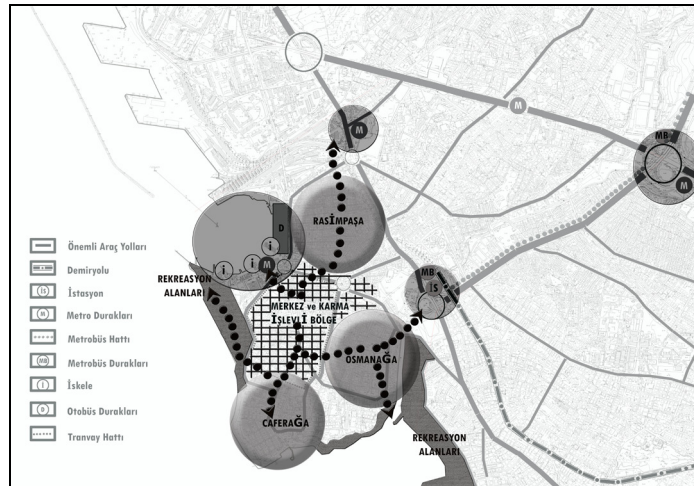 M
MB
M
M
RASİMPAŞA
D
i
i
i
M
REKREASYON
ALANLARI
MB
İS
MERKEZ ve KARMA
İŞLEVLİ BÖLGE
OSMANAĞA
CAFERAĞA
REKREASYON
ALANLARI
Önemli Araç Yolları
Demiryolu
İS İstasyon
M Metro Durakları
Metrobüs Hattı
MB Metrobüs Durakları
İ İskele
D Otobüs Durakları
Tranvay Hattı